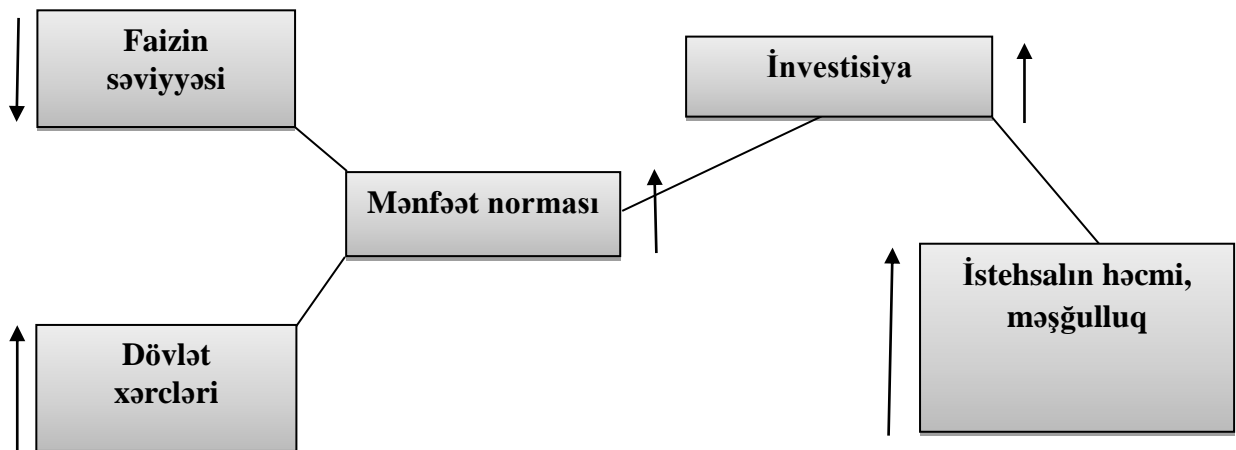 Faizin
səviyyəsi
İnvestisiya
Mənfəət norması
İstehsalın həcmi,
məşğulluq
Dövlət
xərcləri